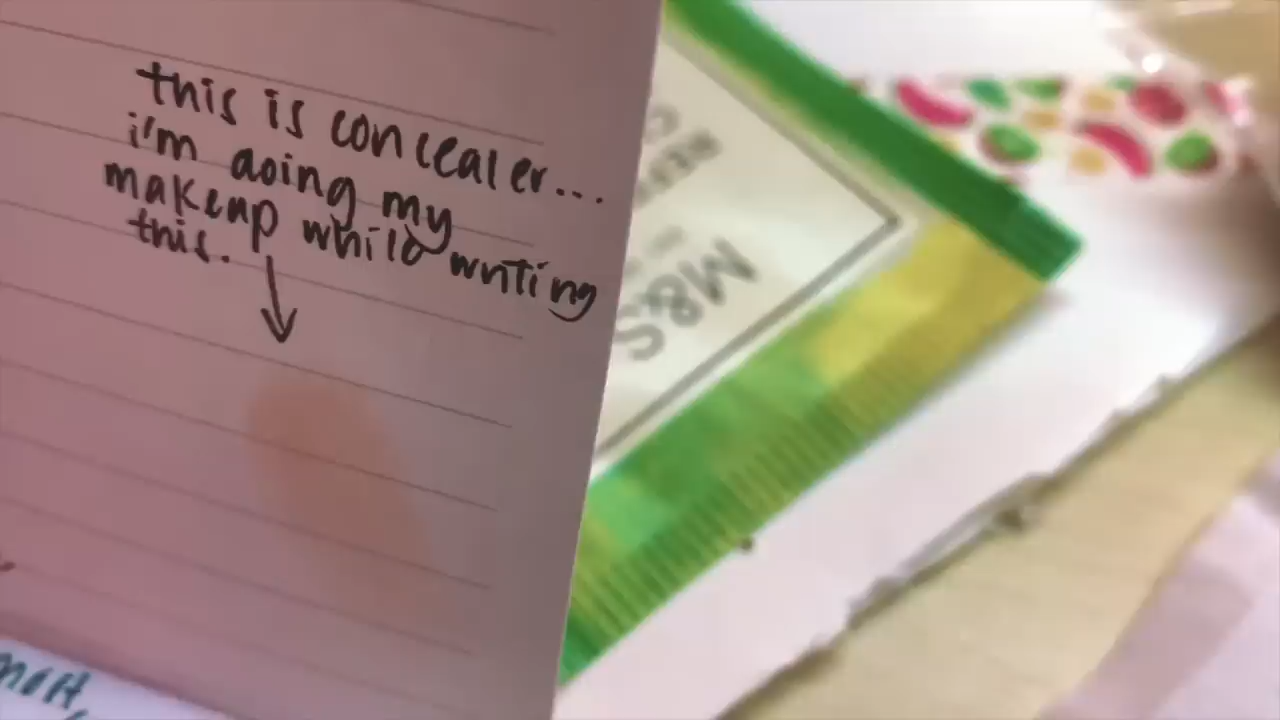 this is concealer...
i'm doing my
makeup while writing
this.
M&S